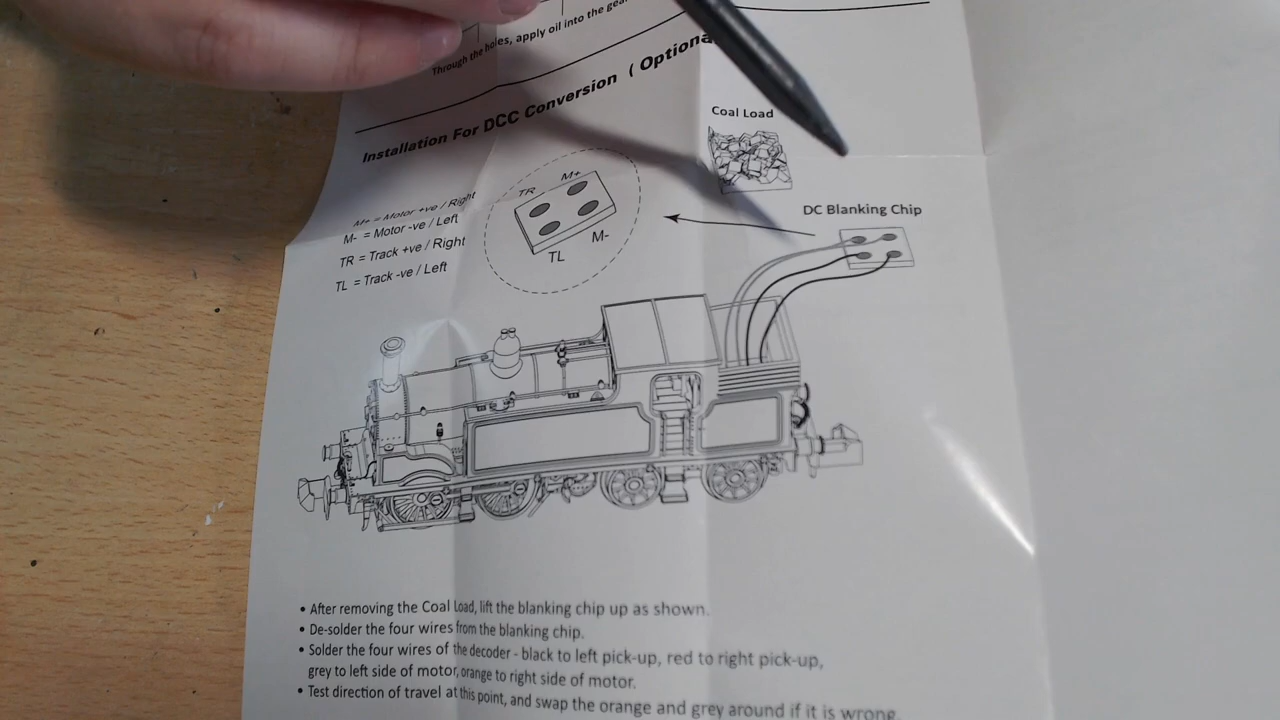 Through the holes, apply oil into the gea
Installation For DCC Conversion ( Optiona
Coal Load
TR M+
M-
TL
M+ = Motor +ve / Right
M- = Motor -ve / Left
TR = Track +ve / Right
TL = Track -ve / Left
DC Blanking Chip
• After removing the Coal Load, lift the blanking chip up as shown.
• De-solder the four wires from the blanking chip.
• Solder the four wires of the decoder - black to left pick-up, red to right pick-up,
grey to left side of motor, orange to right side of motor.
• Test direction of travel at this point, and swap the orange and grey around if it is wrong.